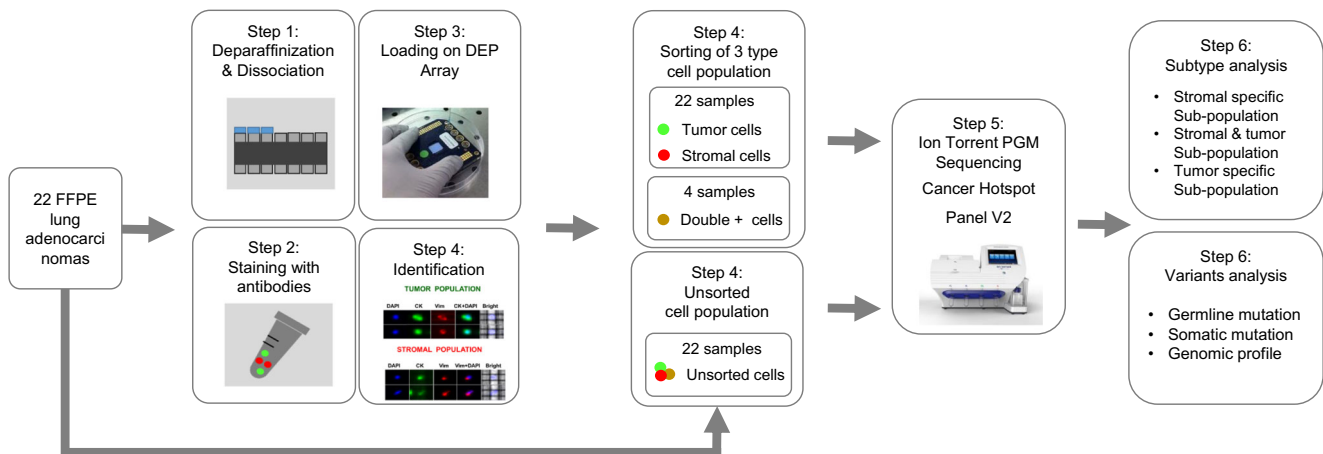 22 FFPE
lung
adenocarci
nomas
Step 1:
Deparaffinization
& Dissociation
Step 3:
Loading on DEP
Array
Step 2:
Staining with
antibodies
Step 4:
Identification
TUMOR POPULATION
DAPI CK Vim CK+DAPI Bright
STROMAL POPULATION
DAPI CK Vim Vim+DAPI Bright
Step 4:
Sorting of 3 type
cell population
22 samples
Tumor cells
Stromal cells
4 samples
Double + cells
Step 4:
Unsorted
cell population
22 samples
Unsorted cells
Step 5:
Ion Torrent PGM
Sequencing
Cancer Hotspot
Panel V2
Step 6:
Subtype analysis
• Stromal specific
Sub-population
• Stromal & tumor
Sub-population
• Tumor specific
Sub-population
Step 6:
Variants analysis
• Germline mutation
• Somatic mutation
• Genomic profile